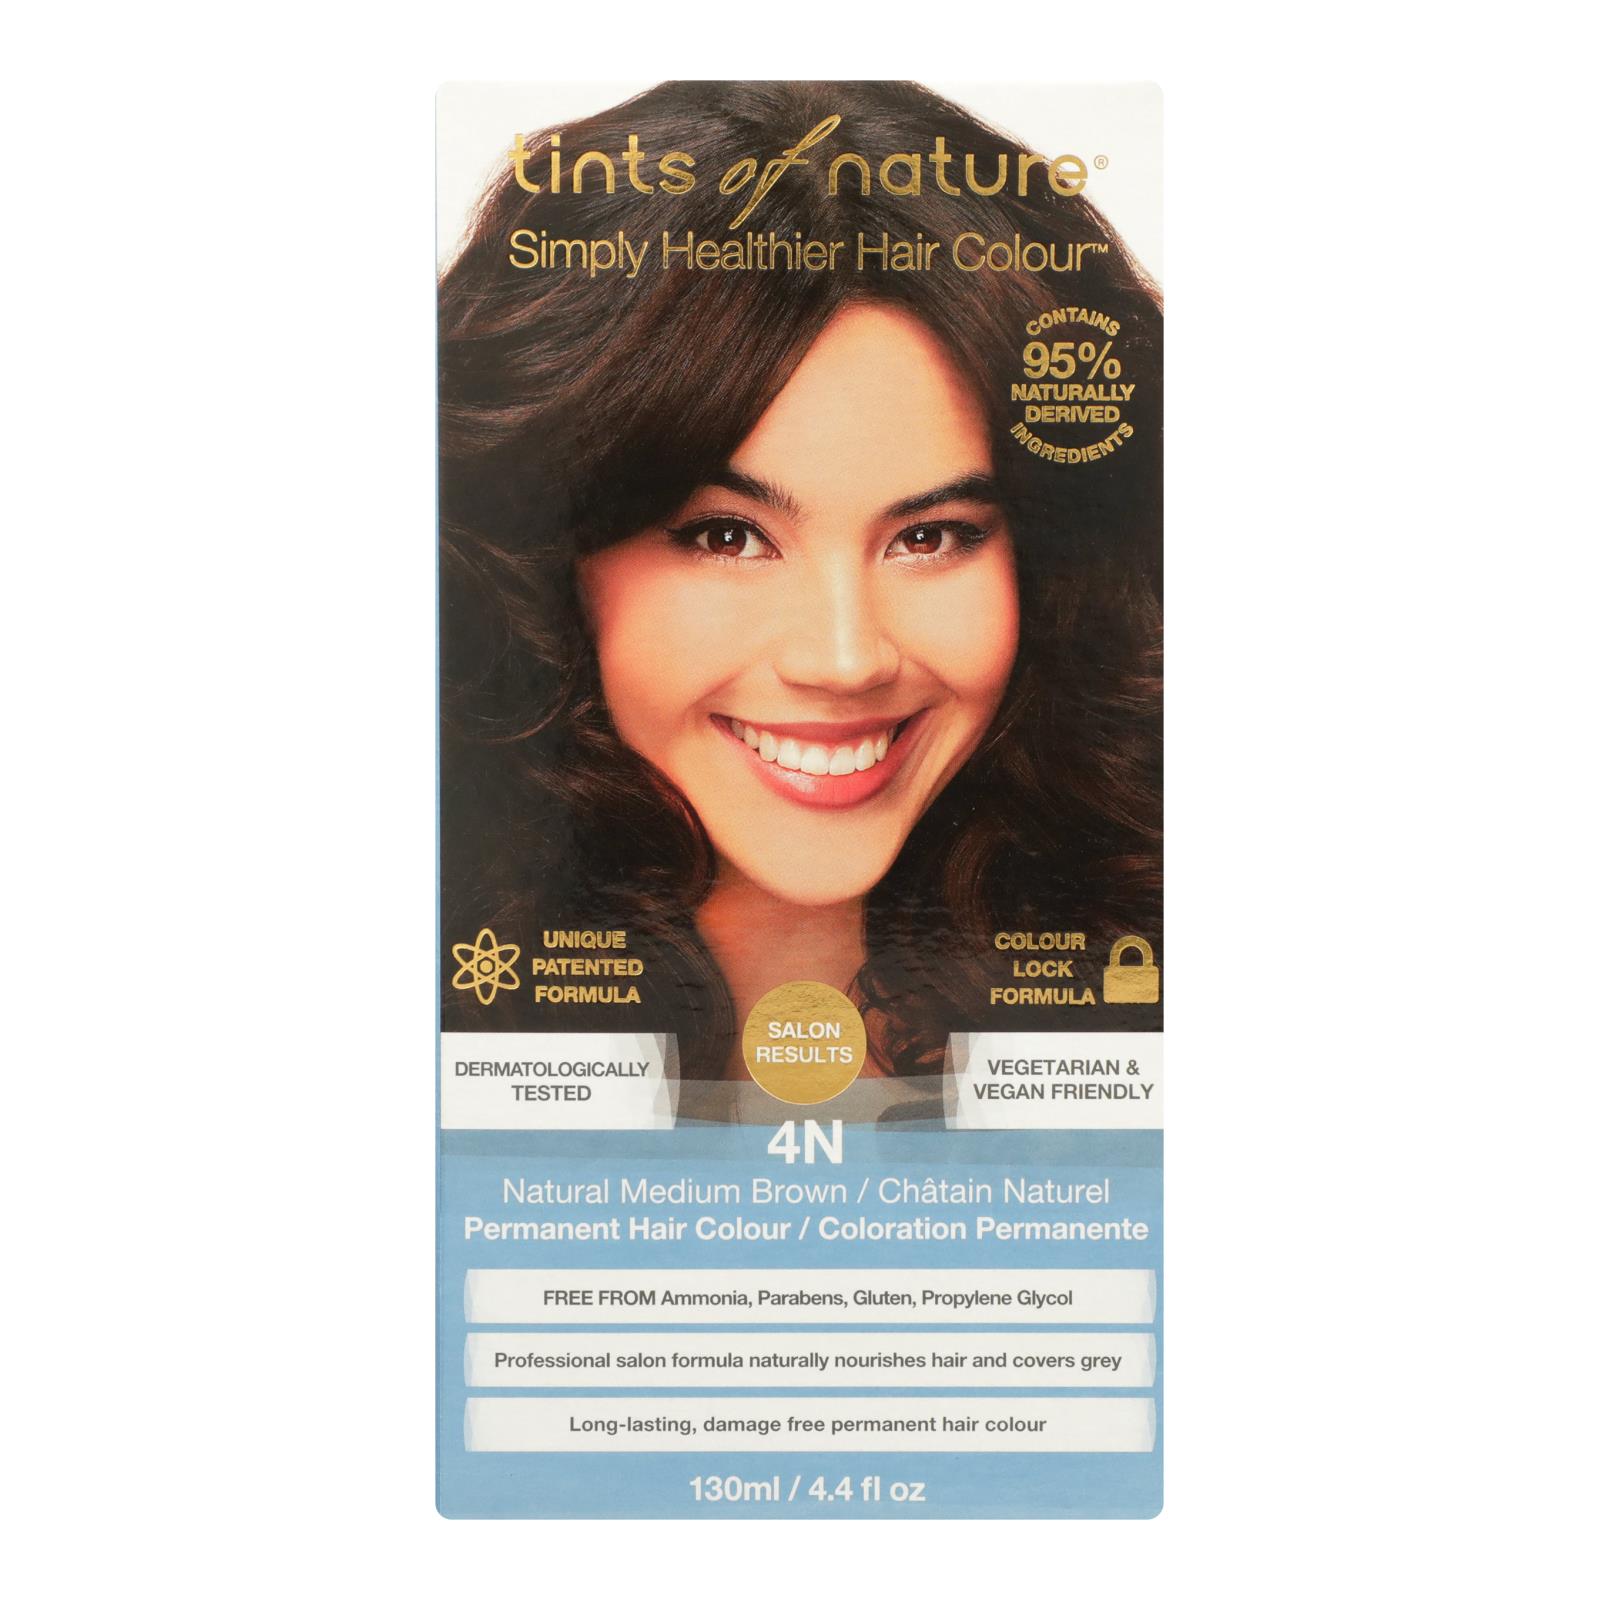 tints of nature®
Simply Healthier Hair Colour™
CONTAINS
95%
NATURALLY
DERIVED
INGREDIENTS
UNIQUE
PATENTED
FORMULA
COLOUR
LOCK
FORMULA
SALON
RESULTS
DERMATOLOGICALLY
TESTED
VEGETARIAN &
VEGAN FRIENDLY
4N
Natural Medium Brown / Châtain Naturel
Permanent Hair Colour / Coloration Permanente
FREE FROM Ammonia, Parabens, Gluten, Propylene Glycol
Professional salon formula naturally nourishes hair and covers grey
Long-lasting, damage free permanent hair colour
130ml / 4.4 fl oz